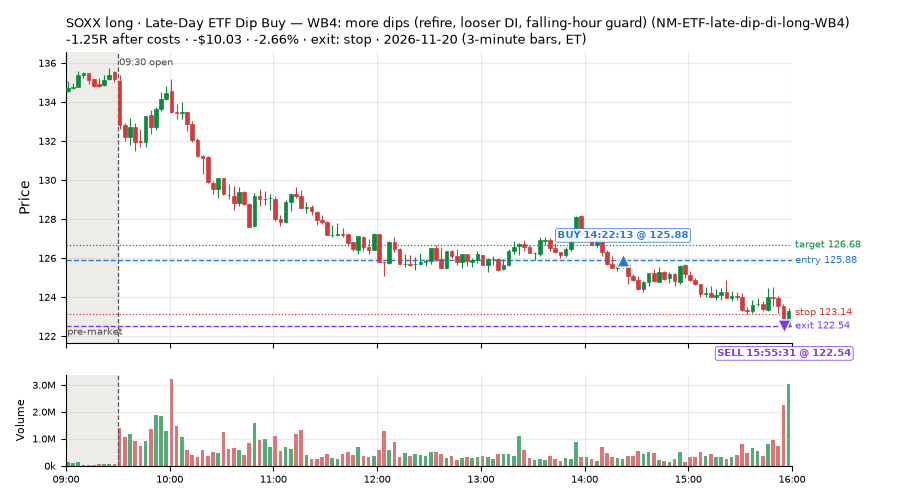 SOXX long · Late-Day ETF Dip Buy — WB4: more dips (refire, looser DI, falling-hour guard) (NM-ETF-late-dip-di-long-WB4)
-1.25R after costs · -$10.03 · -2.66% · exit: stop · 2026-11-20 (3-minute bars, ET)
136
134
132
130
128
126
124
122
Price
09:30 open
pre-market
BUY 14:22:13 @ 125.88
target 126.68
entry 125.88
stop 123.14
exit 122.54
SELL 15:55:31 @ 122.54
3.0M
2.0M
1.0M
0k
Volume
09:00
10:00
11:00
12:00
13:00
14:00
15:00
16:00